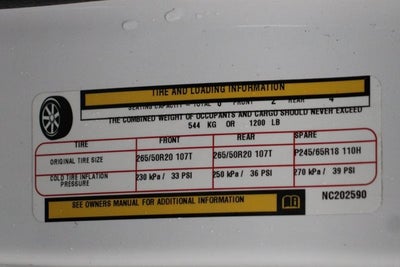 TIRE AND LOADING INFORMATION
SEATING CAPACITY - TOTAL 6 FRONT 2 REAR 4
THE COMBINED WEIGHT OF OCCUPANTS AND CARGO SHOULD NEVER EXCEED
544 KG OR 1200 LB
TIRE FRONT REAR SPARE
ORIGINAL TIRE SIZE 265/50R20 107T 265/50R20 107T P245/65R18 110H
COLD TIRE INFLATION PRESSURE 230 kPa / 33 PSI 250 kPa / 36 PSI 270 kPa / 39 PSI
SEE OWNERS MANUAL FOR ADDITIONAL INFORMATION
NC202590